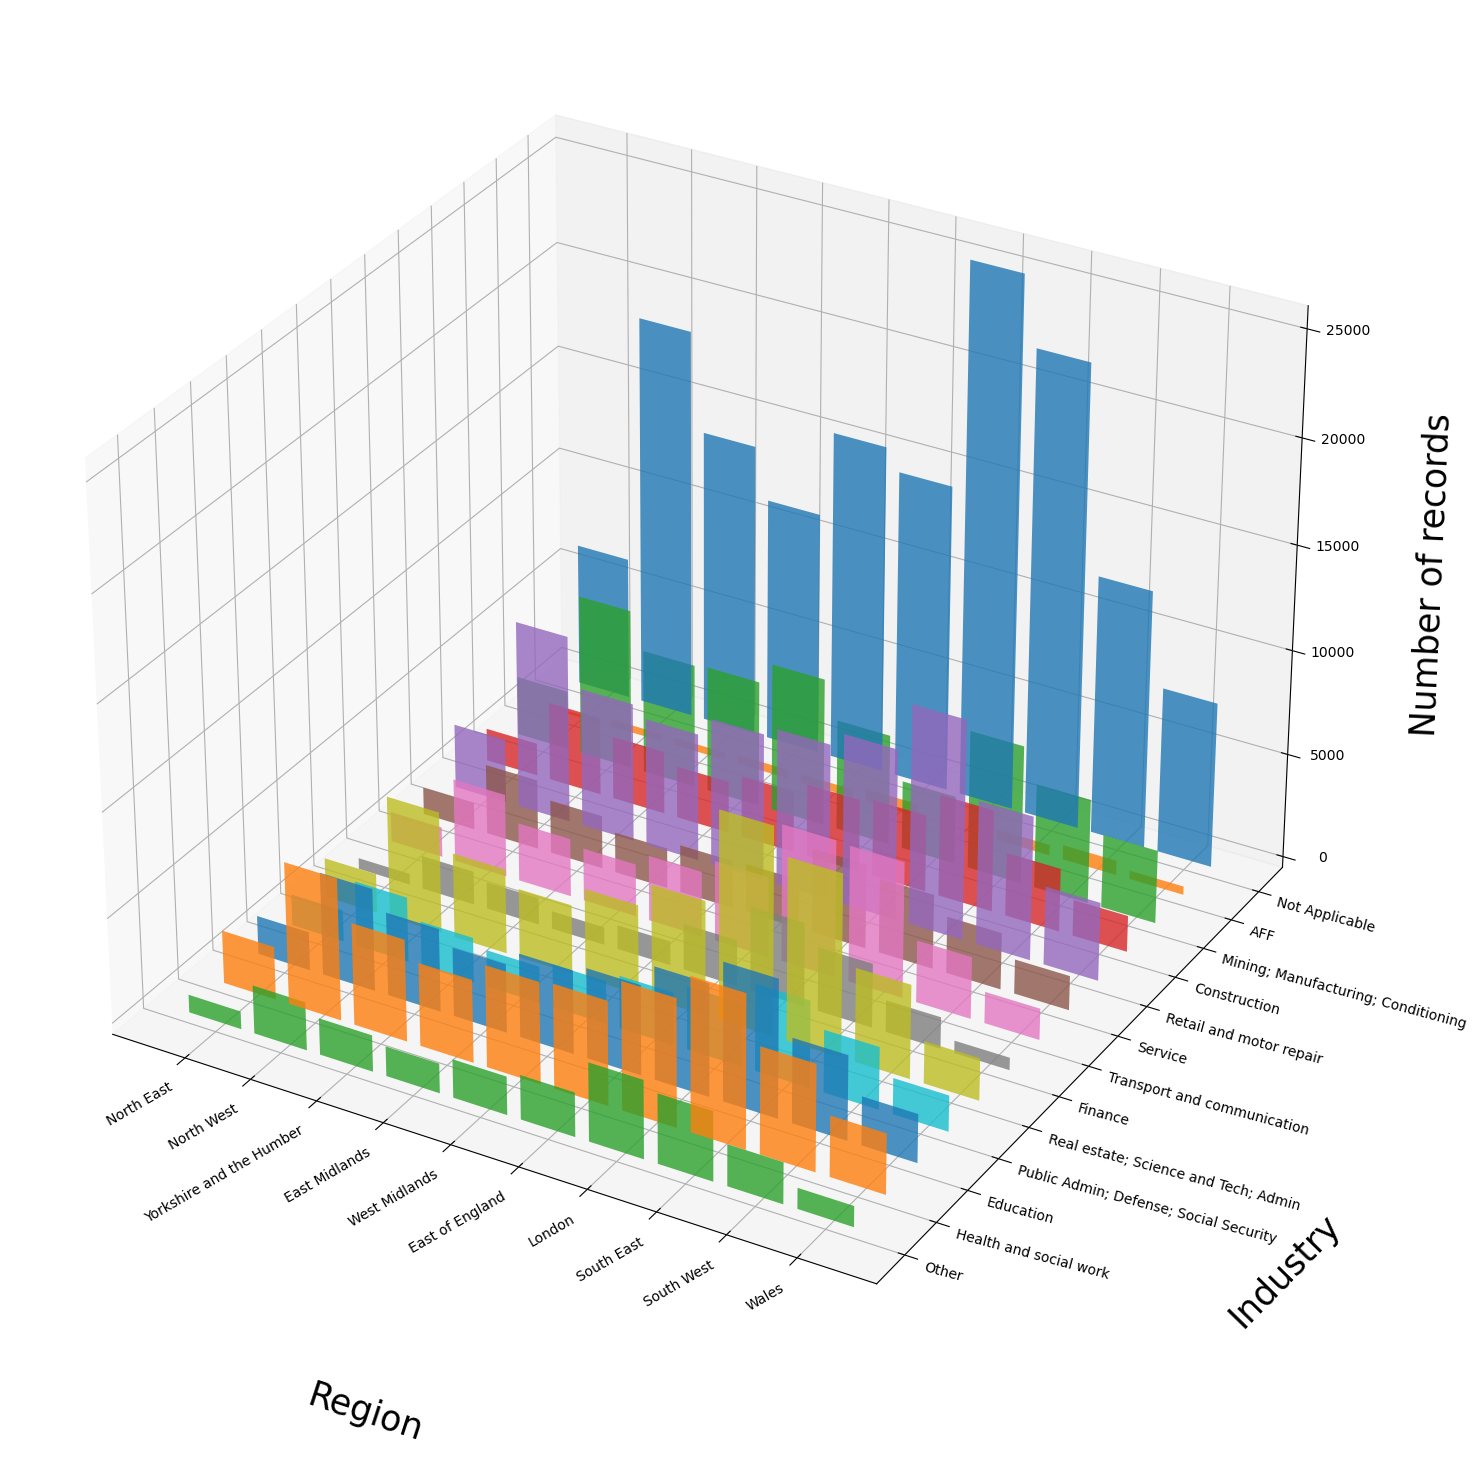 25000
20000
15000
10000
5000
0
Number of records
Not Applicable
AFF
Mining; Manufacturing; Conditioning
Construction
Retail and motor repair
Service
Transport and communication
Finance
Real estate; Science and Tech; Admin
Public Admin; Defense; Social Security
Education
Health and social work
Other
Industry
North East
North West
Yorkshire and the Humber
East Midlands
West Midlands
East of England
London
South East
South West
Wales
Region